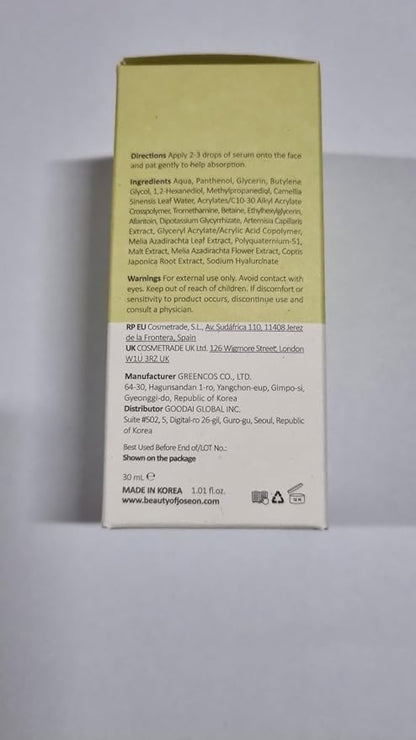 Directions Apply 2-3 drops of serum onto the face
and pat gently to help absorption.
Ingredients Aqua, Panthenol, Glycerin, Butylene
Glycol, 1,2-Hexanediol, Methylpropanediol, Camellia
Sinensis Leaf Water, Acrylates/C10-30 Alkyl Acrylate
Crosspolymer, Tromethamine, Betaine, Ethylhexylglycerin,
Allantoin, Dipotassium Glycyrrhizate, Artemisia Capillaris
Extract, Glyceryl Acrylate/Acrylic Acid Copolymer,
Melia Azadirachta Leaf Extract, Polyquaternium-51,
Malt Extract, Melia Azadirachta Flower Extract, Coptis
Japonica Root Extract, Sodium Hyaluronate
Warnings For external use only. Avoid contact with
eyes. Keep out of reach of children. If discomfort or
sensitivity to product occurs, discontinue use and
consult a physician.
RP EU Cosmetrade, S.L., Av. Sudáfrica 110, 11408 Jerez
de la Frontera, Spain
UK COSMETRADE UK Ltd. 126 Wigmore Street, London
W1U 3RZ UK
Manufacturer GREENCOS CO., LTD.
64-30, Hagunsandan 1-ro, Yangchon-eup, Gimpo-si,
Gyeonggi-do, Republic of Korea
Distributor GOODAI GLOBAL INC.
Suite #502, 5, Digital-ro 26-gil, Guro-gu, Seoul, Republic
of Korea
Best Used Before End of/LOT No.:
Shown on the package
30 mL ℮
MADE IN KOREA 1.01 fl.oz.
www.beautyofjoseon.com